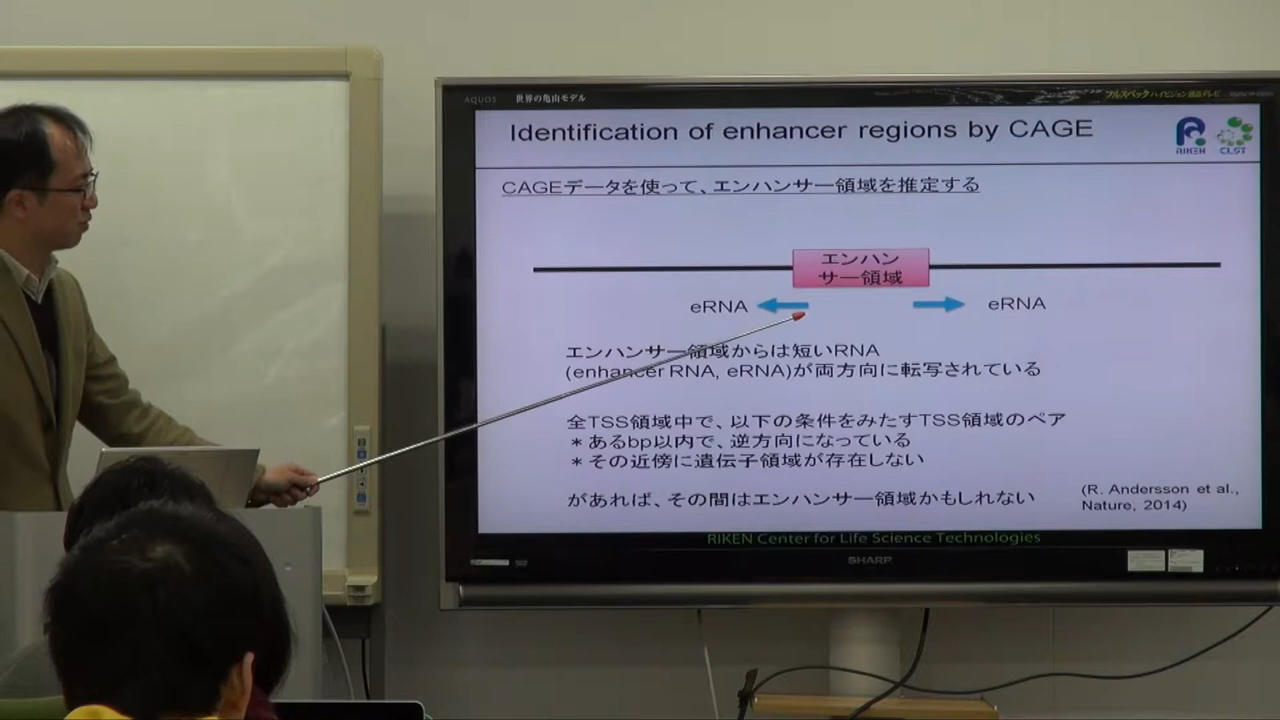 AQUOS 世界の亀山モデル
フルスペックハイビジョン液晶テレビ
Identification of enhancer regions by CAGE
RIKEN CLST
CAGEデータを使って、エンハンサー領域を推定する
エンハン
サー領域
eRNA eRNA
エンハンサー領域からは短いRNA
(enhancer RNA, eRNA)が両方向に転写されている
全TSS領域中で、以下の条件をみたすTSS領域のペア
＊あるbp以内で、逆方向になっている
＊その近傍に遺伝子領域が存在しない
があれば、その間はエンハンサー領域かもしれない
(R. Andersson et al.,
Nature, 2014)
RIKEN Center for Life Science Technologies
SHARP